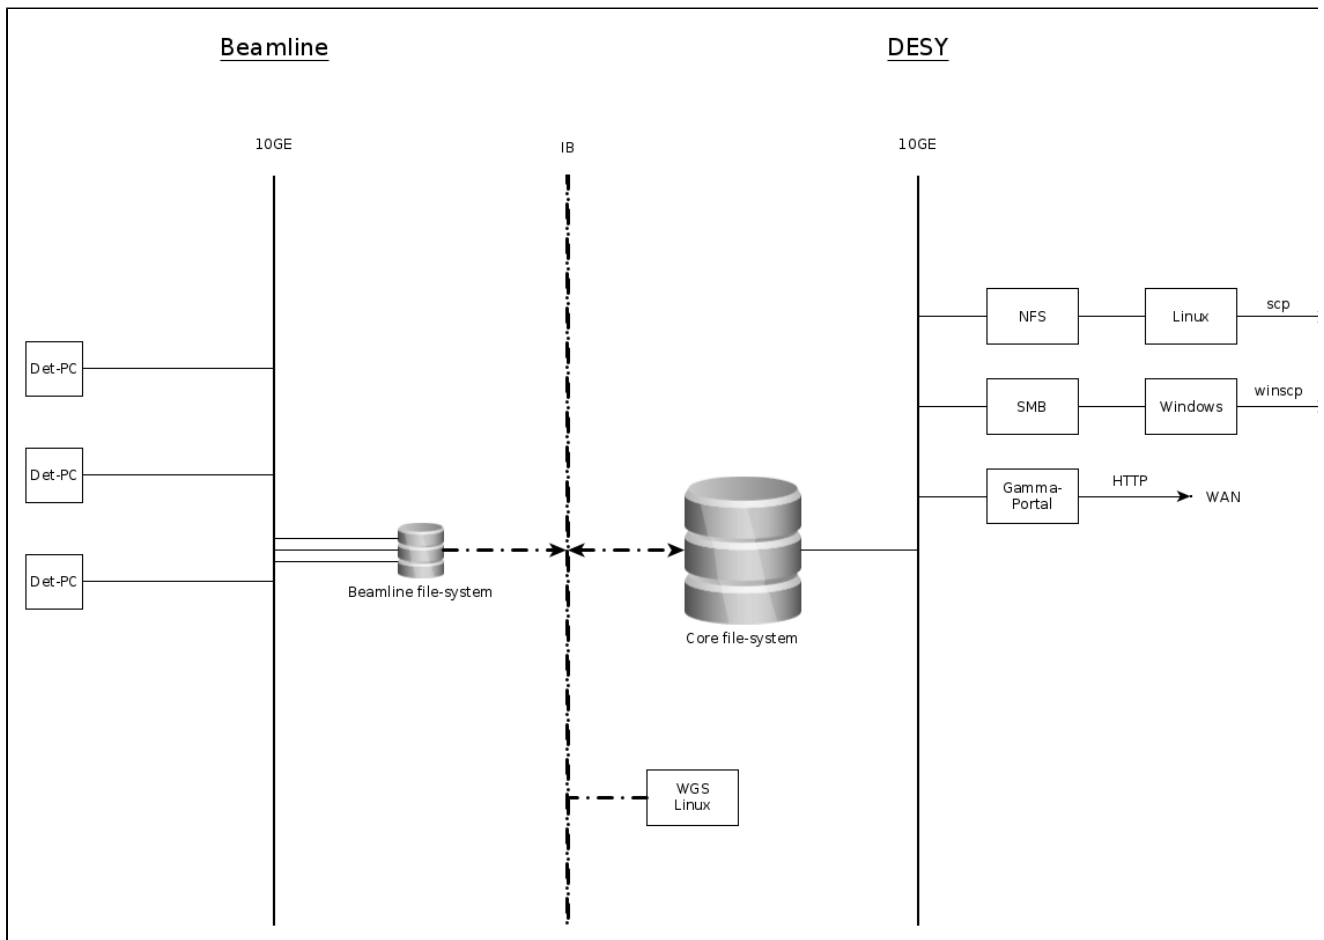 Beamline
DESY
10GE
IB
10GE
NFS
Linux
scp
Det-PC
SMB
Windows
winscp
Det-PC
Gamma-
Portal
HTTP
WAN
Det-PC
Beamline file-system
Core file-system
WGS
Linux